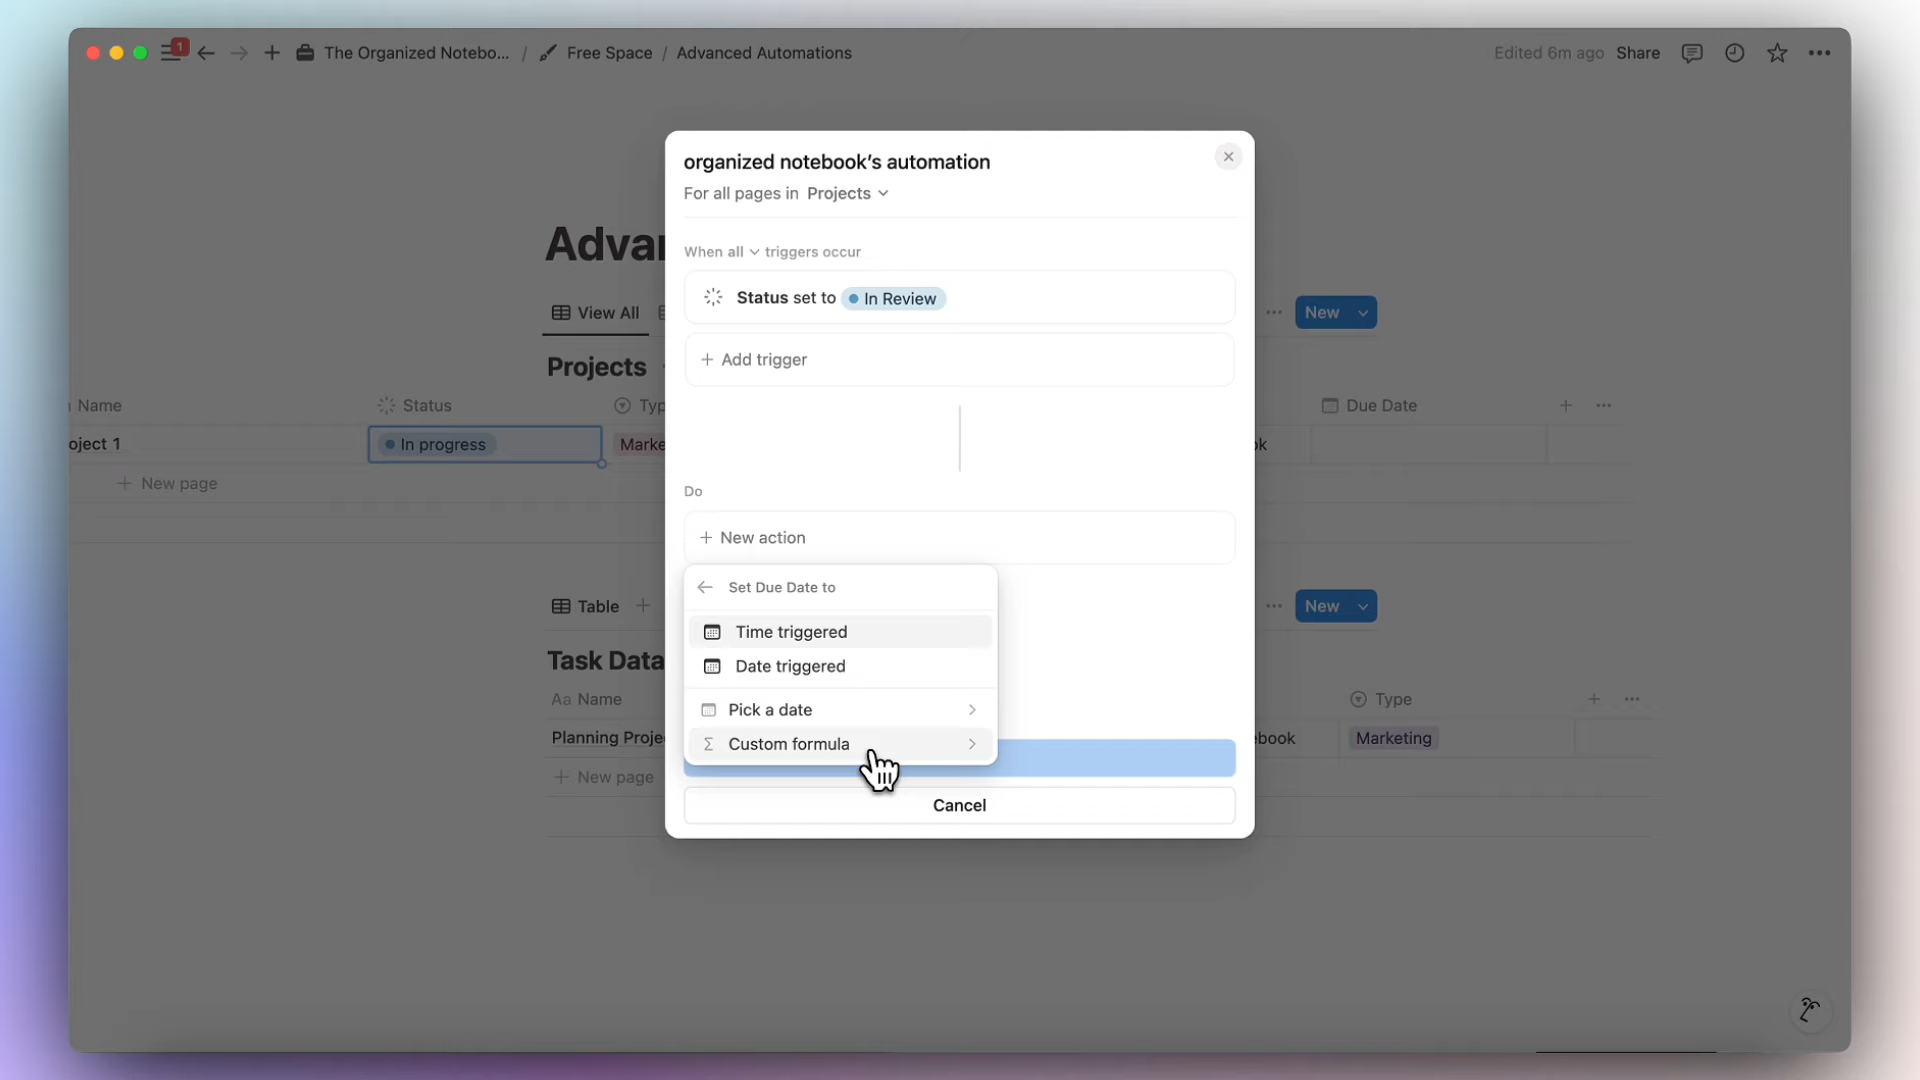 1
The Organized Notebo... / Free Space / Advanced Automations
Edited 6m ago Share
organized notebook's automation
For all pages in Projects
When all triggers occur
Status set to In Review
+ Add trigger
Do
+ New action
Set Due Date to
Time triggered
Date triggered
Pick a date
Σ Custom formula
Cancel
Advan
View All
New
Projects
Name
Status
Typ
Due Date
oject 1
In progress
Marke
ok
+ New page
Table
New
Task Data
Aa Name
Type
Planning Proje
ebook
Marketing
+ New page